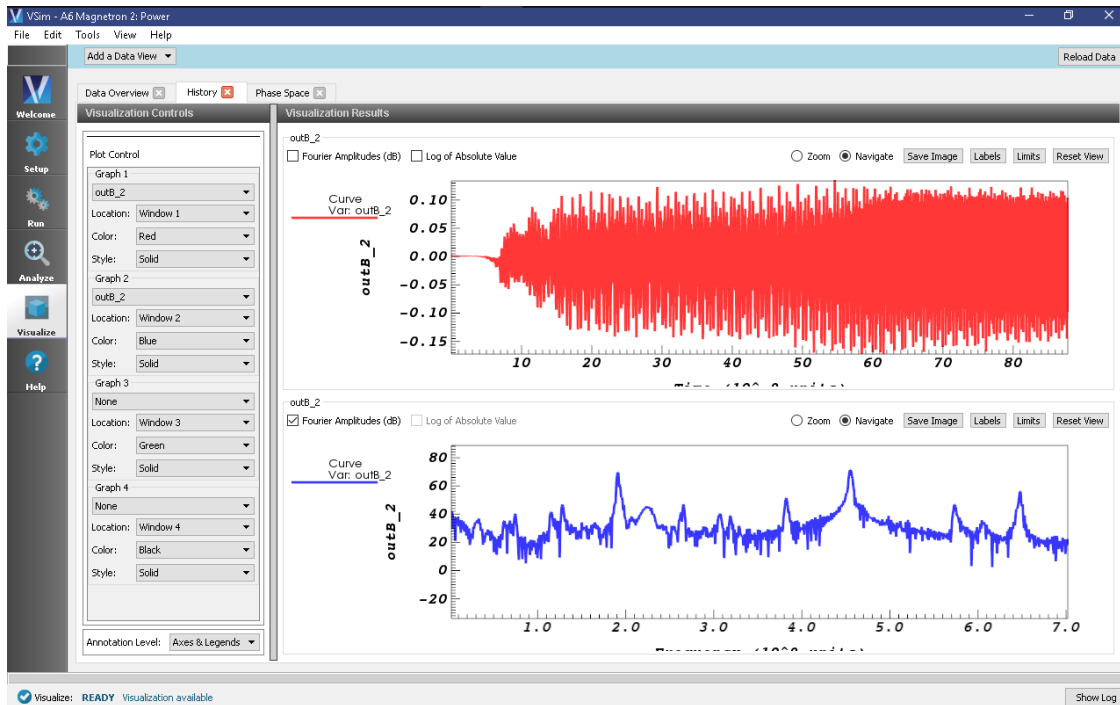 VSim - A6 Magnetron 2: Power
File Edit Tools View Help
Add a Data View
Reload Data
Welcome
Setup
Run
Analyze
Visualize
Help
Data Overview
History
Phase Space
Visualization Controls
Plot Control
Graph 1
outB_2
Location: Window 1
Color: Red
Style: Solid
Graph 2
outB_2
Location: Window 2
Color: Blue
Style: Solid
Graph 3
None
Location: Window 3
Color: Green
Style: Solid
Graph 4
None
Location: Window 4
Color: Black
Style: Solid
Annotation Level: Axes & Legends
Visualization Results
outB_2
Fourier Amplitudes (dB) Log of Absolute Value Zoom Navigate Save Image Labels Limits Reset View
Curve
Var: outB_2
outB_2
0.10
0.05
0.00
-0.05
-0.10
-0.15
10 20 30 40 50 60 70 80
outB_2
Fourier Amplitudes (dB) Log of Absolute Value Zoom Navigate Save Image Labels Limits Reset View
Curve
Var: outB_2
outB_2
80
60
40
20
0
-20
1.0 2.0 3.0 4.0 5.0 6.0 7.0
Visualize: READY Visualization available
Show Log